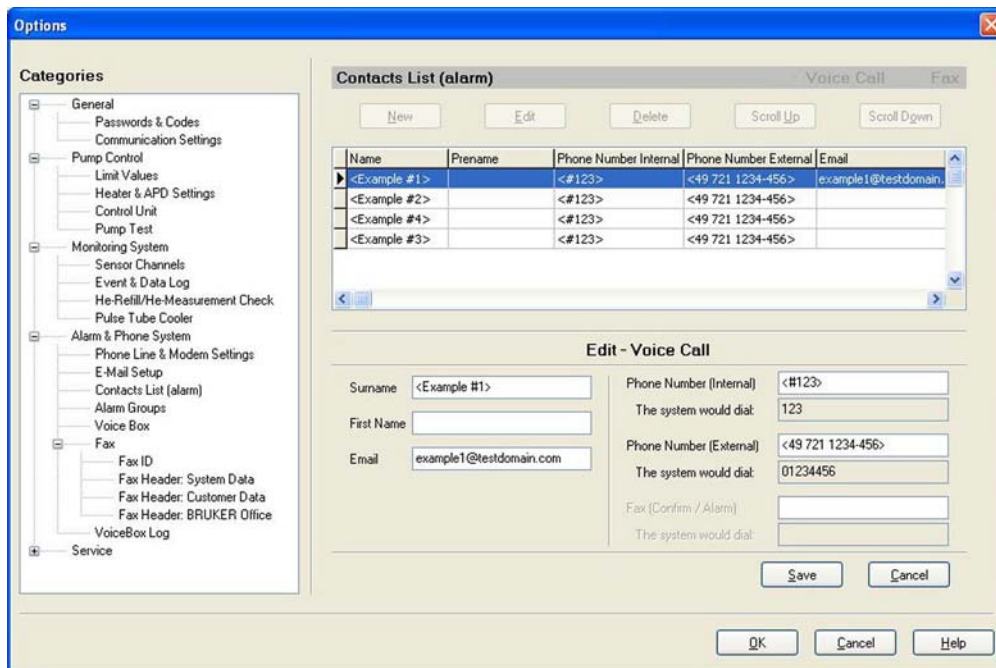 Options
Categories
General
Passwords & Codes
Communication Settings
Pump Control
Limit Values
Heater & APD Settings
Control Unit
Pump Test
Monitoring System
Sensor Channels
Event & Data Log
He-Refill/He-Measurement Check
Pulse Tube Cooler
Alarm & Phone System
Phone Line & Modem Settings
E-Mail Setup
Contacts List (alarm)
Alarm Groups
Voice Box
Fax
Fax ID
Fax Header: System Data
Fax Header: Customer Data
Fax Header: BRUKER Office
VoiceBox Log
Service
Contacts List (alarm) Voice Call Fax
New Edit Delete Scroll Up Scroll Down
Name Prename Phone Number Internal Phone Number External Email
<Example #1> <#123> <49 721 1234-456> example1@testdomain.
<Example #2> <#123> <49 721 1234-456>
<Example #4> <#123> <49 721 1234-456>
<Example #3> <#123> <49 721 1234-456>
Edit - Voice Call
Surname <Example #1>
First Name
Email example1@testdomain.com
Phone Number (Internal) <#123>
The system would dial: 123
Phone Number (External) <49 721 1234-456>
The system would dial: 01234456
Fax (Confirm / Alarm)
The system would dial:
Save Cancel
OK Cancel Help